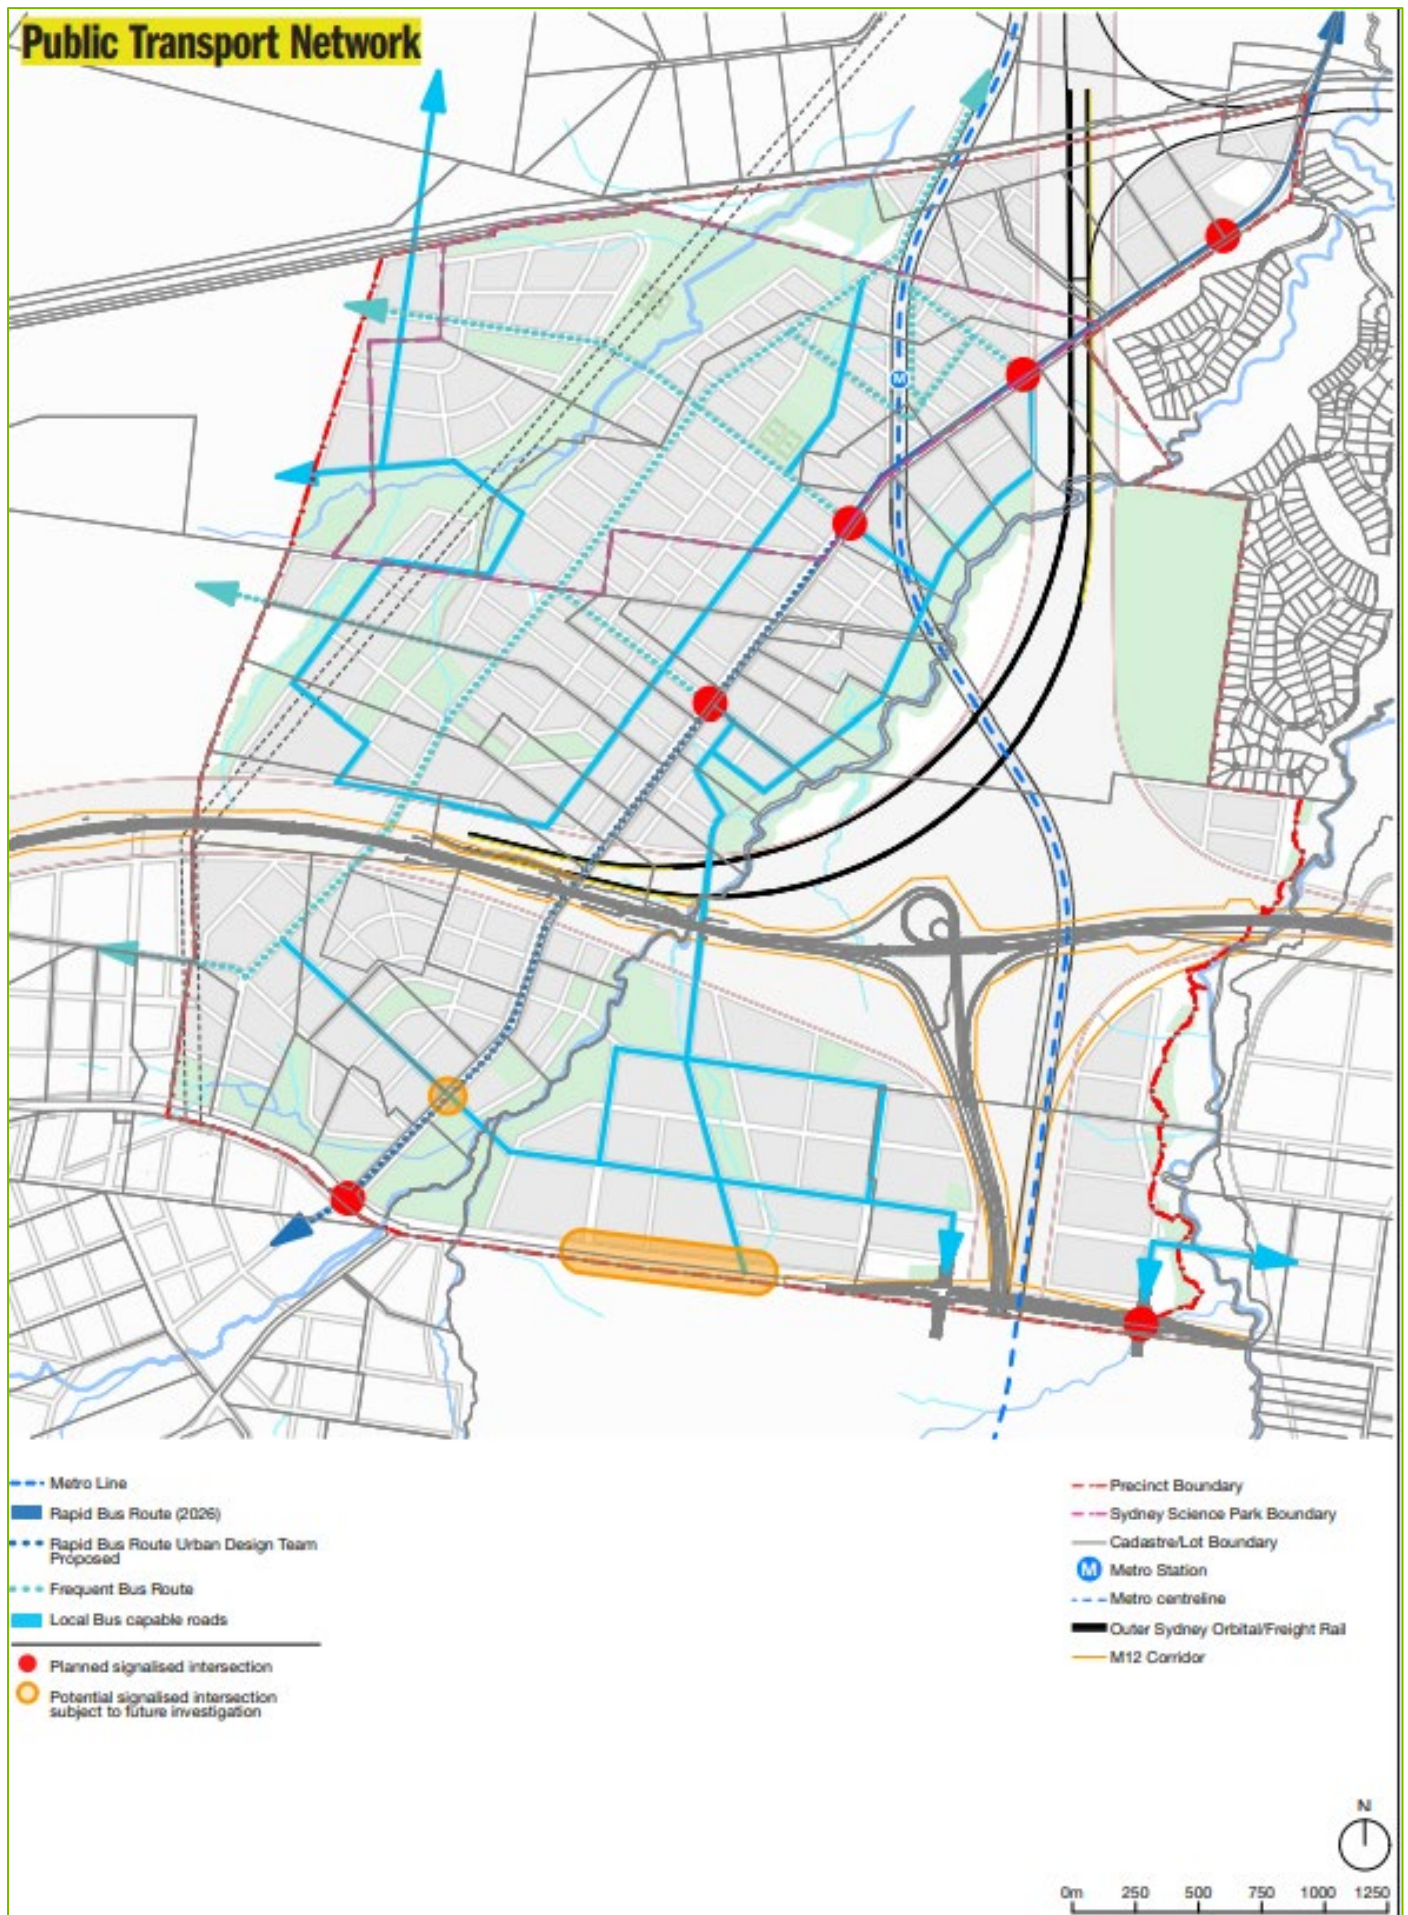 Public Transport Network
M
Metro Line
Rapid Bus Route (2026)
Rapid Bus Route Urban Design Team
Proposed
Frequent Bus Route
Local Bus capable roads
Planned signalised intersection
Potential signalised intersection
subject to future investigation
Precinct Boundary
Sydney Science Park Boundary
Cadastre/Lot Boundary
M Metro Station
Metro centreline
Outer Sydney Orbital/Freight Rail
M12 Corridor
N
0m 250 500 750 1000 1250